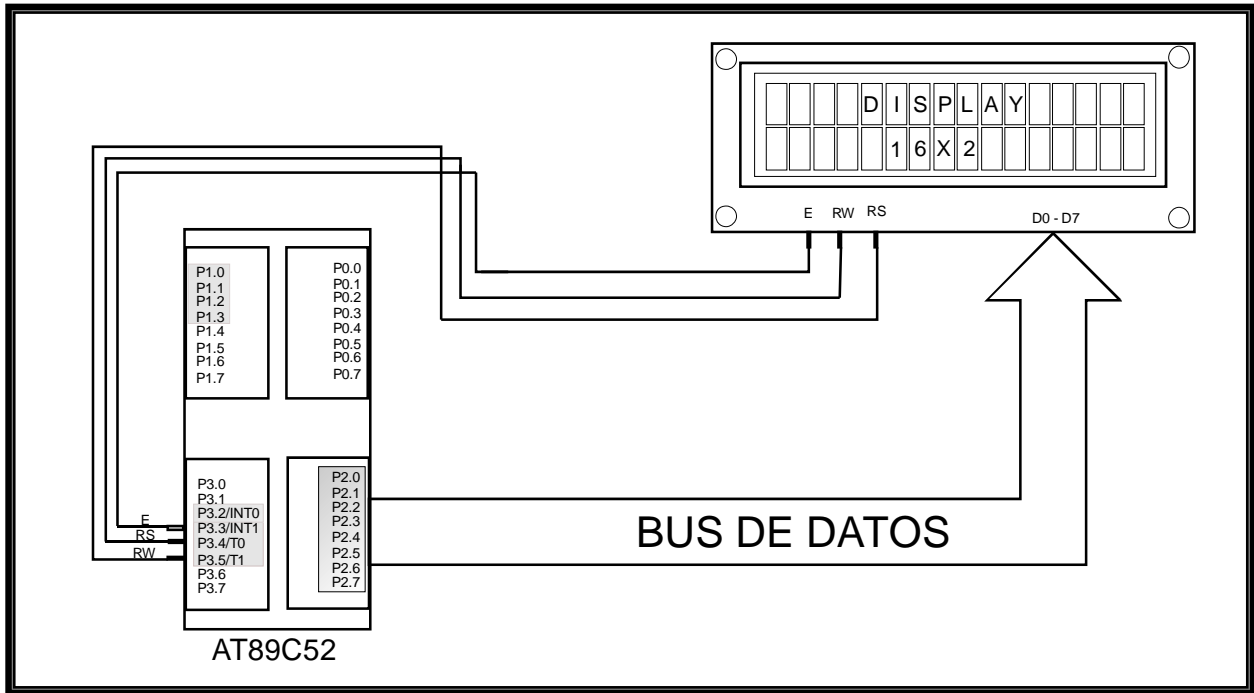 DISPLAY
16X2
E RW RS D0 - D7
P1.0
P1.1
P1.2
P1.3
P1.4
P1.5
P1.6
P1.7
P0.0
P0.1
P0.2
P0.3
P0.4
P0.5
P0.6
P0.7
E
RS
RW
P3.0
P3.1
P3.2/INT0
P3.3/INT1
P3.4/T0
P3.5/T1
P3.6
P3.7
P2.0
P2.1
P2.2
P2.3
P2.4
P2.5
P2.6
P2.7
BUS DE DATOS
AT89C52